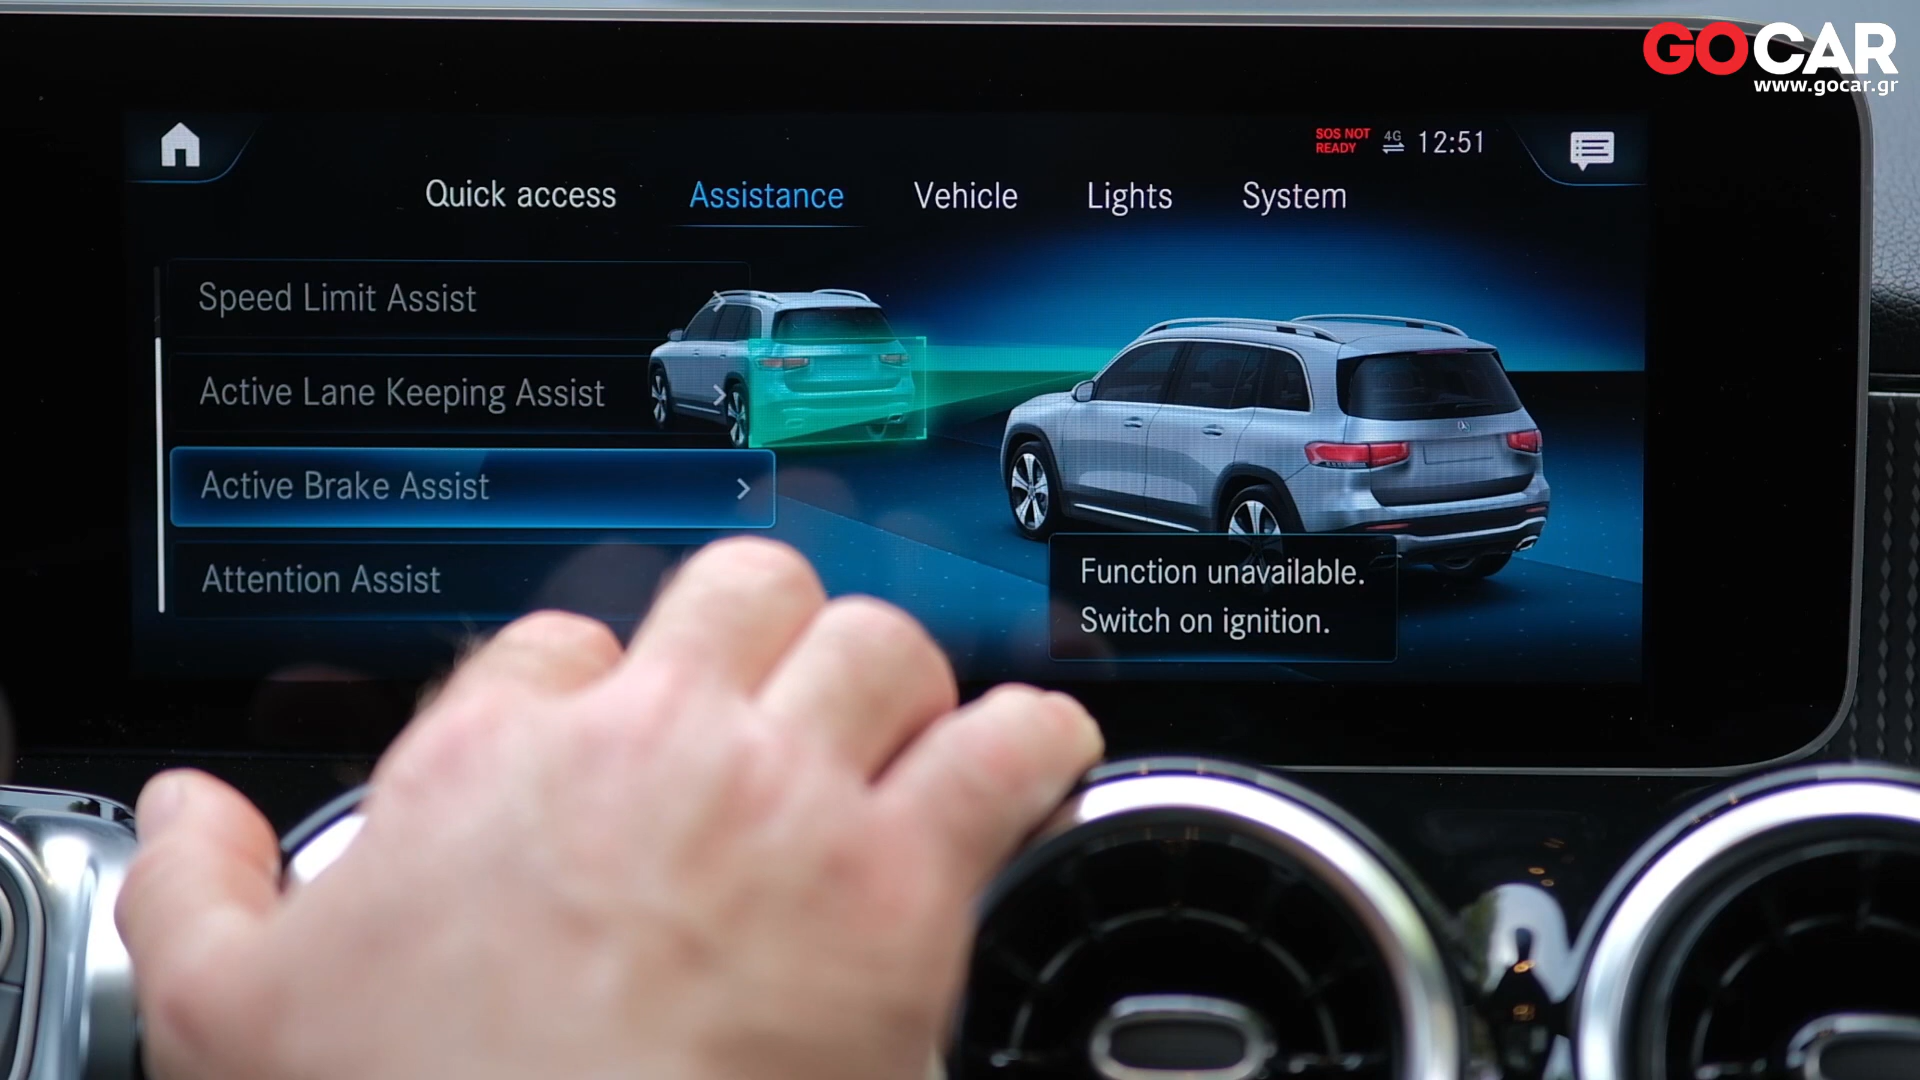 GOCAR
www.gocar.gr
SOS NOT
READY
4G
12:51
Quick access
Assistance
Vehicle
Lights
System
Speed Limit Assist
Active Lane Keeping Assist
Active Brake Assist
Attention Assist
Function unavailable.
Switch on ignition.